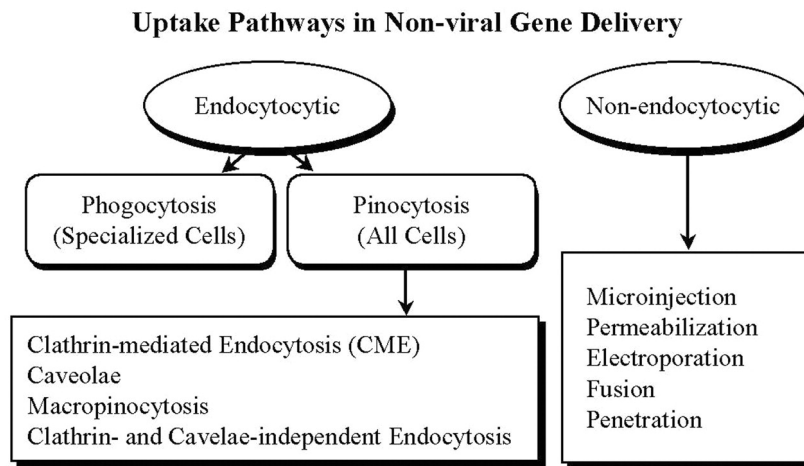 Uptake Pathways in Non-viral Gene Delivery
Endocytocytic
Non-endocytocytic
Phogocytosis
(Specialized Cells)
Pinocytosis
(All Cells)
Clathrin-mediated Endocytosis (CME)
Caveolae
Macropinocytosis
Clathrin- and Cavelae-independent Endocytosis
Microinjection
Permeabilization
Electroporation
Fusion
Penetration